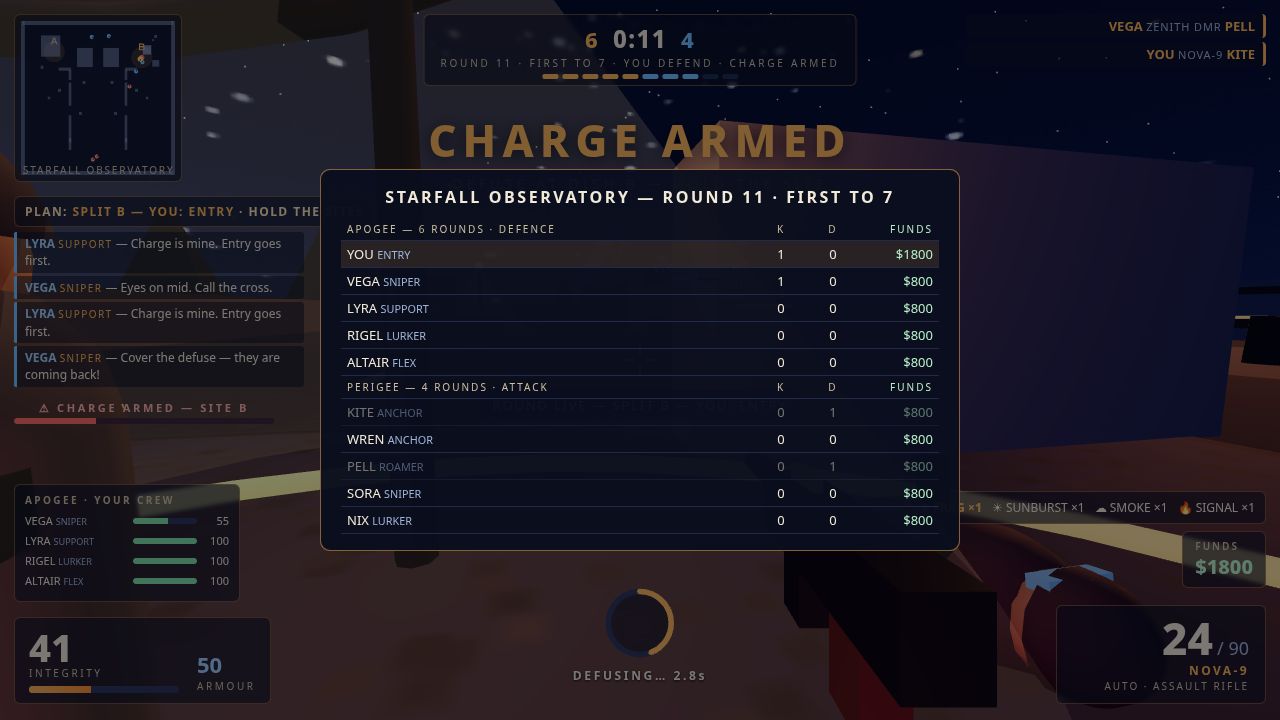 A
B
STARFALL OBSERVATORY
6 0:11 4
ROUND 11 · FIRST TO 7 · YOU DEFEND · CHARGE ARMED
VEGA ZENITH DMR PELL
YOU NOVA-9 KITE
CHARGE ARMED
PLAN: SPLIT B — YOU: ENTRY · HOLD THE
LYRA SUPPORT — Charge is mine. Entry goes
first.
VEGA SNIPER — Eyes on mid. Call the cross.
LYRA SUPPORT — Charge is mine. Entry goes
first.
VEGA SNIPER — Cover the defuse — they are
coming back!
⚠ CHARGE ARMED — SITE B
STARFALL OBSERVATORY — ROUND 11 · FIRST TO 7
APOGEE — 6 ROUNDS · DEFENCE K D FUNDS
YOU ENTRY 1 0 $1800
VEGA SNIPER 1 0 $800
LYRA SUPPORT 0 0 $800
RIGEL LURKER 0 0 $800
ALTAIR FLEX 0 0 $800
PERIGEE — 4 ROUNDS · ATTACK K D FUNDS
KITE ANCHOR 0 1 $800
WREN ANCHOR 0 0 $800
PELL ROAMER 0 1 $800
SORA SNIPER 0 0 $800
NIX LURKER 0 0 $800
APOGEE · YOUR CREW
VEGA SNIPER 55
LYRA SUPPORT 100
RIGEL LURKER 100
ALTAIR FLEX 100
41
INTEGRITY
50
ARMOUR
DEFUSING… 2.8s
×1 ☀ SUNBURST ×1 ☁ SMOKE ×1 🔥 SIGNAL ×1
FUNDS
$1800
24 / 90
NOVA-9
AUTO · ASSAULT RIFLE